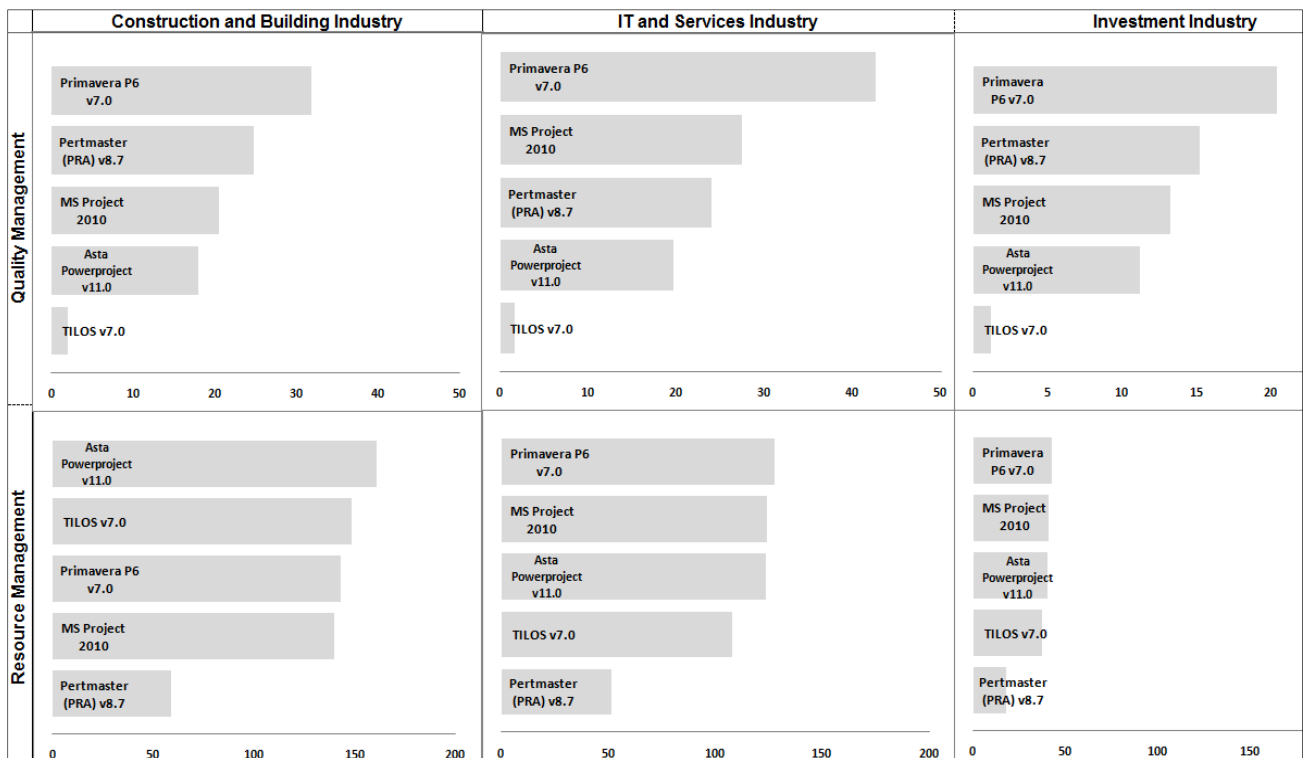 Construction and Building Industry
IT and Services Industry
Investment Industry
Quality Management
Primavera P6
v7.0
Pertmaster
(PRA) v8.7
MS Project
2010
Asta
Powerproject
v11.0
TILOS v7.0
0 10 20 30 40 50
Primavera P6
v7.0
MS Project
2010
Pertmaster
(PRA) v8.7
Asta
Powerproject
v11.0
TILOS v7.0
0 10 20 30 40 50
Primavera
P6 v7.0
Pertmaster
(PRA) v8.7
MS Project
2010
Asta
Powerproject
v11.0
TILOS v7.0
0 5 10 15 20
Resource Management
Asta
Powerproject
v11.0
TILOS v7.0
Primavera P6
v7.0
MS Project
2010
Pertmaster
(PRA) v8.7
0 50 100 150 200
Primavera P6
v7.0
MS Project
2010
Asta
Powerproject
v11.0
TILOS v7.0
Pertmaster
(PRA) v8.7
0 50 100 150 200
Primavera
P6 v7.0
MS Project
2010
Asta
Powerproject
v11.0
TILOS v7.0
Pertmaster
(PRA) v8.7
0 50 100 150